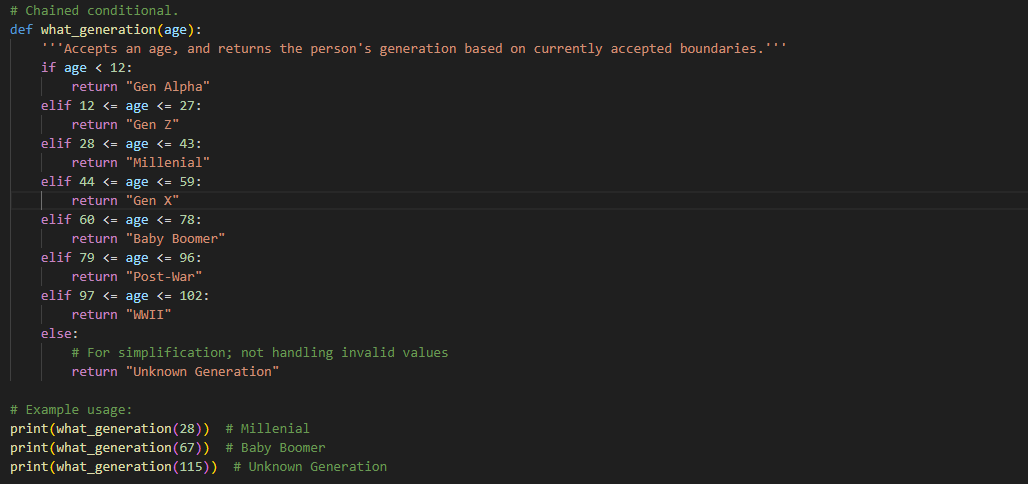 # Chained conditional.
def what_generation(age):
    '''Accepts an age, and returns the person's generation based on currently accepted boundaries.'''
    if age < 12:
        return "Gen Alpha"
    elif 12 <= age <= 27:
        return "Gen Z"
    elif 28 <= age <= 43:
        return "Millenial"
    elif 44 <= age <= 59:
        return "Gen X"
    elif 60 <= age <= 78:
        return "Baby Boomer"
    elif 79 <= age <= 96:
        return "Post-War"
    elif 97 <= age <= 102:
        return "WWII"
    else:
        # For simplification; not handling invalid values
        return "Unknown Generation"

# Example usage:
print(what_generation(28))  # Millenial
print(what_generation(67))  # Baby Boomer
print(what_generation(115))  # Unknown Generation